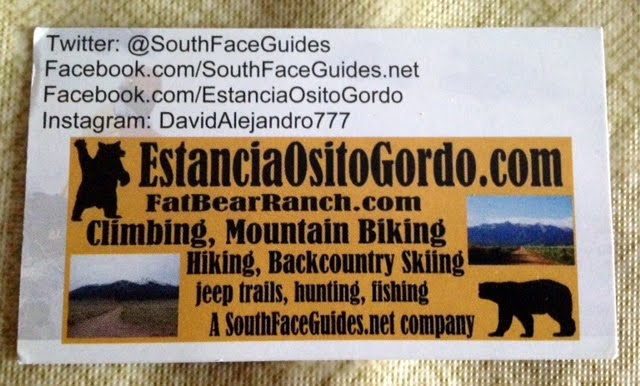 Twitter: @SouthFaceGuides
Facebook.com/SouthFaceGuides.net
Facebook.com/EstanciaOsitoGordo
Instagram: DavidAlejandro777
EstanciaOsitoGordo.com
FatBearRanch.com
Climbing, Mountain Biking
Hiking, Backcountry Skiing
jeep trails, hunting, fishing
A SouthFaceGuides.net company